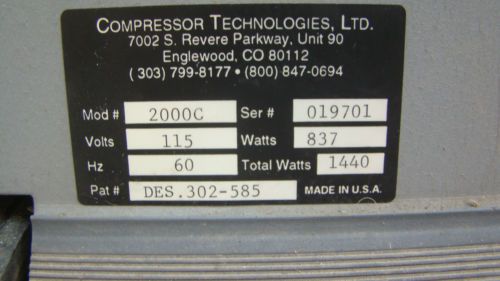 COMPRESSOR TECHNOLOGIES, LTD.
7002 S. Revere Parkway, Unit 90
Englewood, CO 80112
( 303) 799-8177 • (800) 847-0694
Mod # 2000C Ser # 019701
Volts 115 Watts 837
Hz 60 Total Watts 1440
Pat # DES.302-585 MADE IN U.S.A.